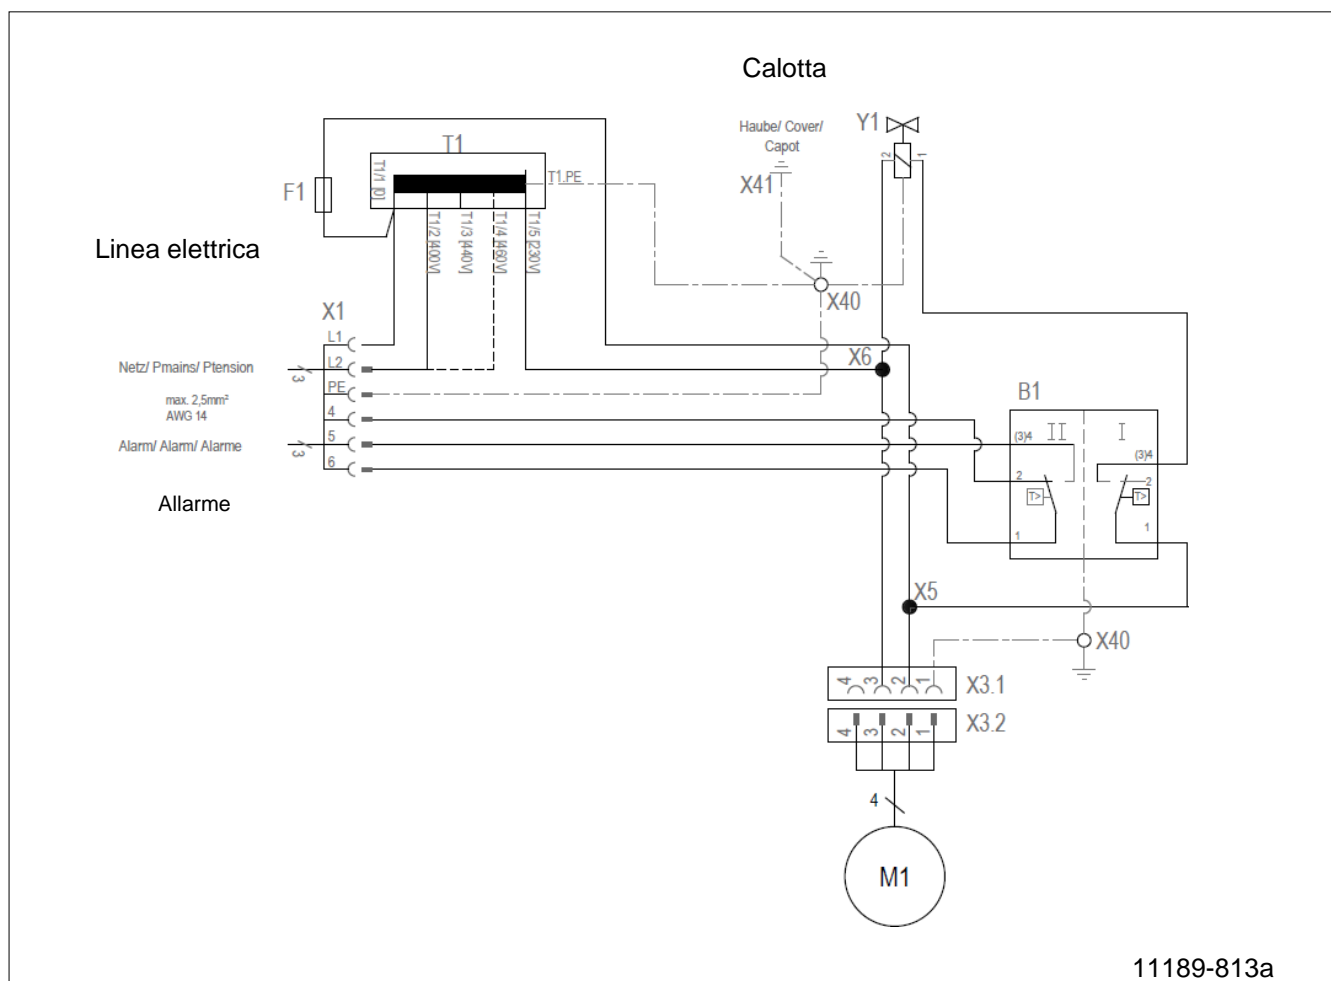 Calotta
Haube/ Cover/
Capot
Y1
2
1
T1
T1/1 [0]
T1.PE
X41
F1
T1/2 [400V]
T1/3 [440V]
T1/4 [460V]
T1/5 [230V]
Linea elettrica
X40
X1
L1
X6
Netz/ Pmains/ Ptension
3
L2
PE
max. 2,5mm²
AWG 14
B1
4
Alarm/ Alarm/ Alarme
3
5
(3)4
II
I
(3)4
6
2
T>
T>
2
Allarme
1
1
X5
X40
4
3
2
1
X3.1
4
3
2
1
X3.2
4
M1
11189-813a